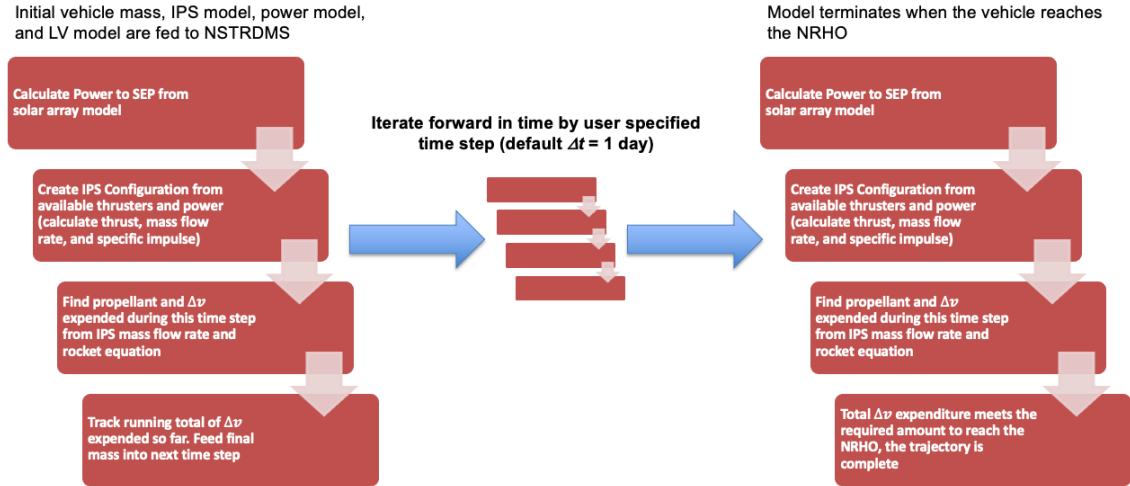 Initial vehicle mass, IPS model, power model,
and LV model are fed to NSTRDMS
Calculate Power to SEP from
solar array model
Create IPS Configuration from
available thrusters and power
(calculate thrust, mass flow
rate, and specific impulse)
Find propellant and Δv
expended during this time step
from IPS mass flow rate and
rocket equation
Track running total of Δv
expended so far. Feed final
mass into next time step
Iterate forward in time by user specified
time step (default Δt = 1 day)
Model terminates when the vehicle reaches
the NRHO
Calculate Power to SEP from
solar array model
Create IPS Configuration from
available thrusters and power
(calculate thrust, mass flow
rate, and specific impulse)
Find propellant and Δv
expended during this time step
from IPS mass flow rate and
rocket equation
Total Δv expenditure meets the
required amount to reach the
NRHO, the trajectory is
complete